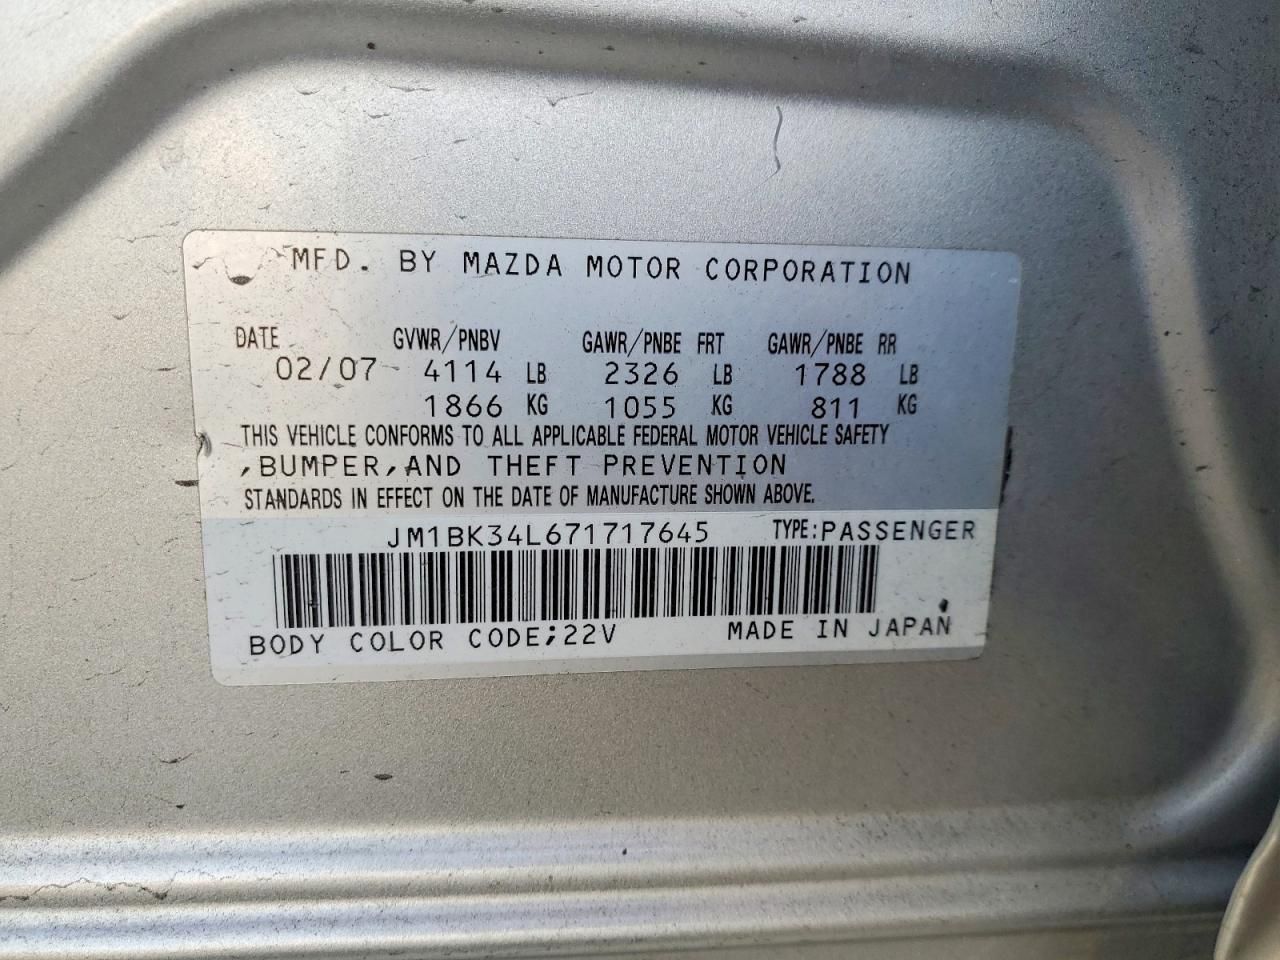 MFD. BY MAZDA MOTOR CORPORATION
DATE GVWR/PNBV GAWR/PNBE FRT GAWR/PNBE RR
02/07 4114 LB 2326 LB 1788 LB
1866 KG 1055 KG 811 KG
THIS VEHICLE CONFORMS TO ALL APPLICABLE FEDERAL MOTOR VEHICLE SAFETY
,BUMPER,AND THEFT PREVENTION
STANDARDS IN EFFECT ON THE DATE OF MANUFACTURE SHOWN ABOVE.
JM1BK34L671717645 TYPE:PASSENGER
BODY COLOR CODE;22V MADE IN JAPAN